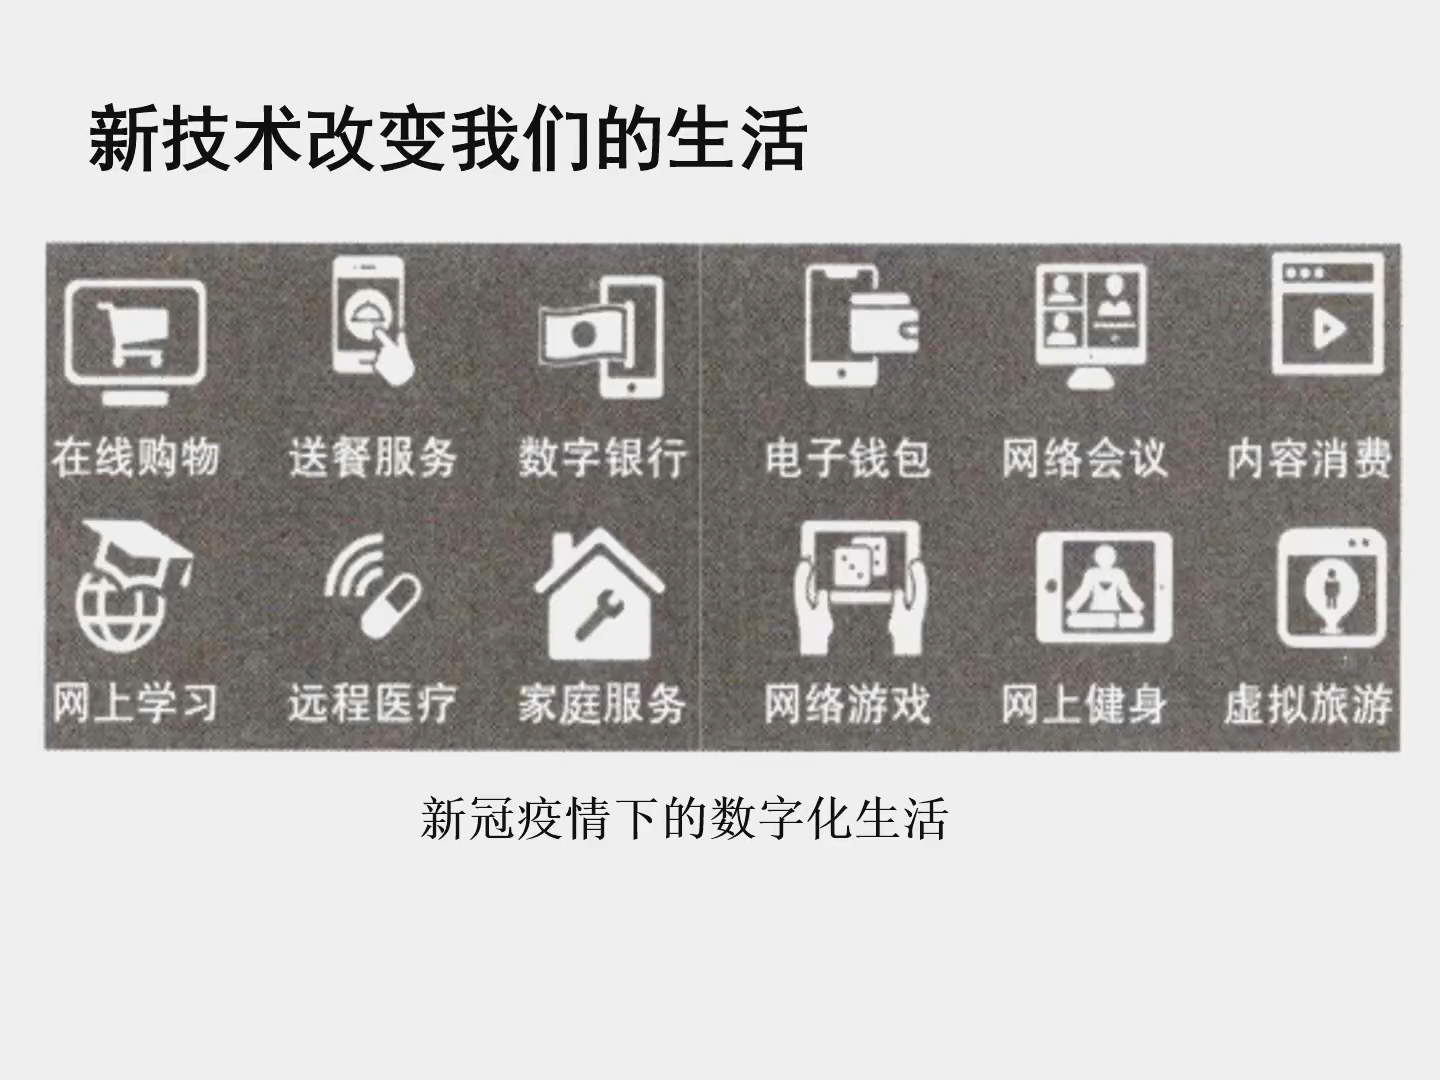 新技术改变我们的生活
在线购物 送餐服务 数字银行 电子钱包 网络会议 内容消费
网上学习 远程医疗 家庭服务 网络游戏 网上健身 虚拟旅游
新冠疫情下的数字化生活